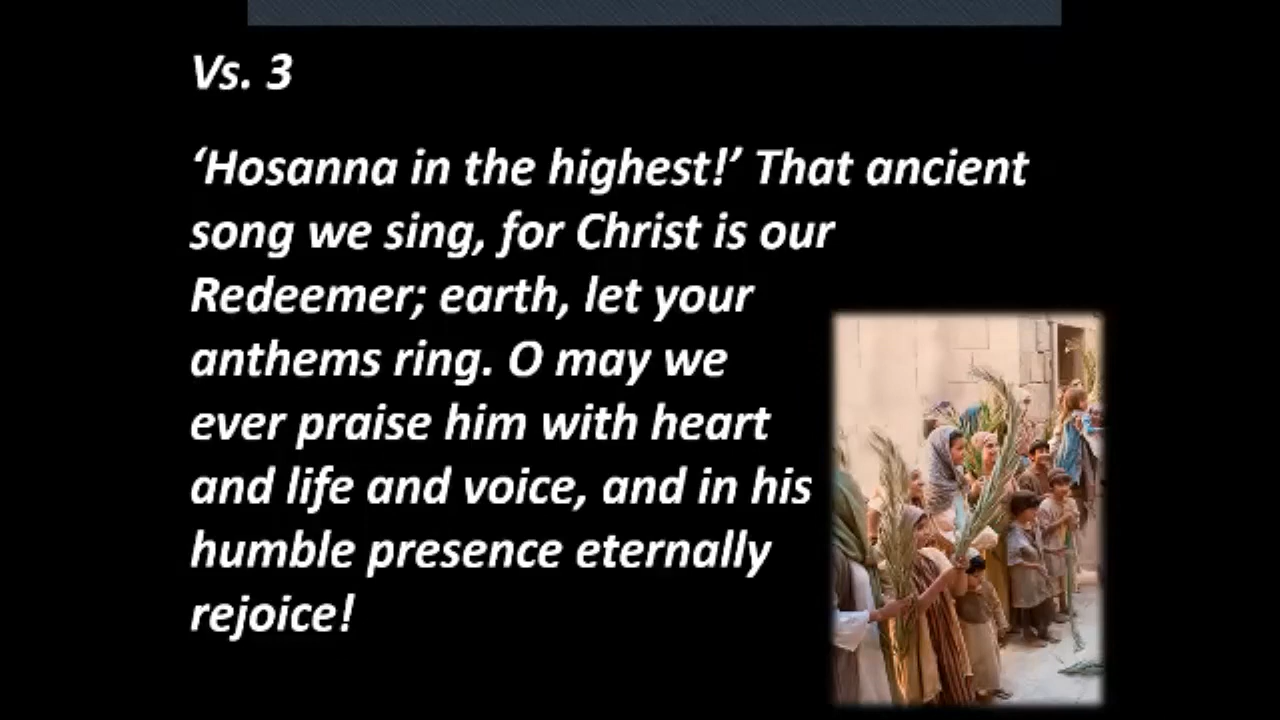 Vs. 3
‘Hosanna in the highest!’ That ancient
song we sing, for Christ is our
Redeemer; earth, let your
anthems ring. O may we
ever praise him with heart
and life and voice, and in his
humble presence eternally
rejoice!